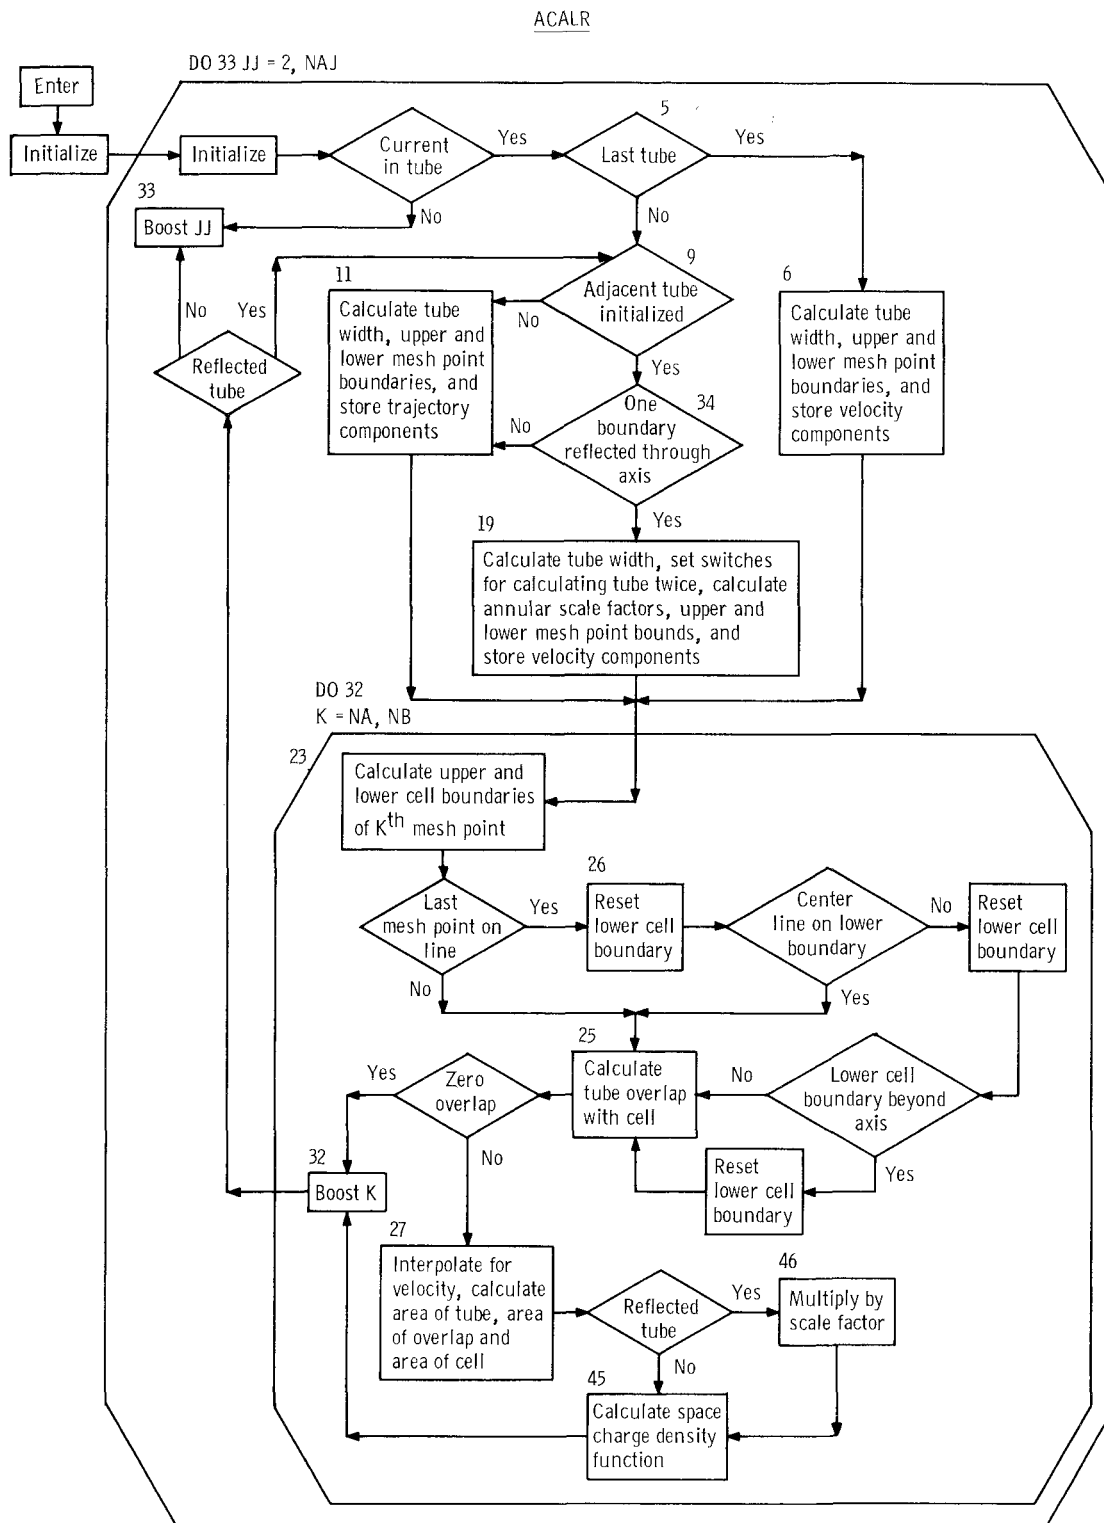 ACALR
DO 33 JJ = 2, NAJ
Enter
Initialize
Initialize
Current
in tube
Yes
No
5
Last tube
Yes
No
33
Boost JJ
No
Yes
Reflected
tube
9
Adjacent tube
initialized
No
Yes
11
Calculate tube
width, upper and
lower mesh point
boundaries, and
store trajectory
components
6
Calculate tube
width, upper and
lower mesh point
boundaries, and
store velocity
components
34
One
boundary
reflected through
axis
No
Yes
19
Calculate tube width, set switches
for calculating tube twice, calculate
annular scale factors, upper and
lower mesh point bounds, and
store velocity components
DO 32
K = NA, NB
23
Calculate upper and
lower cell boundaries
of Kth mesh point
Last
mesh point on
line
Yes
No
26
Reset
lower cell
boundary
Center
line on lower
boundary
No
Yes
Reset
lower cell
boundary
25
Calculate
tube overlap
with cell
Lower cell
boundary beyond
axis
No
Yes
Reset
lower cell
boundary
Zero
overlap
Yes
No
32
Boost K
27
Interpolate for
velocity, calculate
area of tube, area
of overlap and
area of cell
Reflected
tube
Yes
No
46
Multiply by
scale factor
45
Calculate space
charge density
function